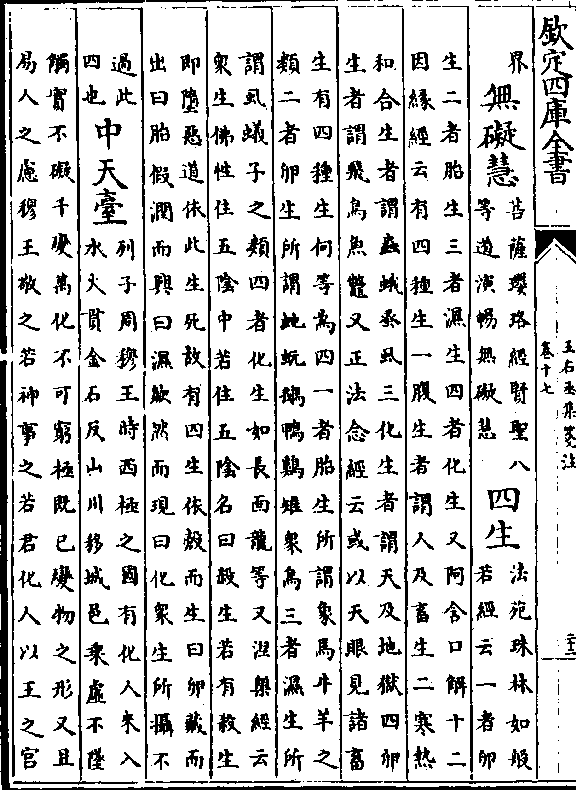 欽定四庫全書
王右丞集箋注
卷十七
二十二
界
無礙慧
菩薩瓔珞經賢聖八
等道演暢無礙慧
四生
法苑珠林如般
若經云一者卵
生二者胎生三者濕生四者化生又阿含口解十二
因緣經云有四種生一腹生者謂人及畜生二寒熱
和合生者謂蟲蛾蚤虱三化生者謂天及地獄四卵
生者謂飛鳥魚鼈又正法念經云或以天眼見諸畜
生有四種生何等為四一者胎生所謂象馬牛羊之
類二者卵生所謂蛇蚖鵝鴨雞雉衆鳥三者濕生所
謂虱蟻子之類四者化生如長面龍等又涅槃經云
衆生佛性住五陰中若住五陰名曰殺生若有殺生
即墮惡道依此生死故有四生依殼而生曰卵藏而
出曰胎假潤而興曰濕歘然而現曰化衆生所攝不
過此
四也
中天臺
列子周穆王時西極之國有化人來入
水火貫金石反山川移城邑乘虛不墜
觸實不礙千變萬化不可窮極既已變物之形又且
易人之慮穆王敬之若神事之若君化人以王之宮